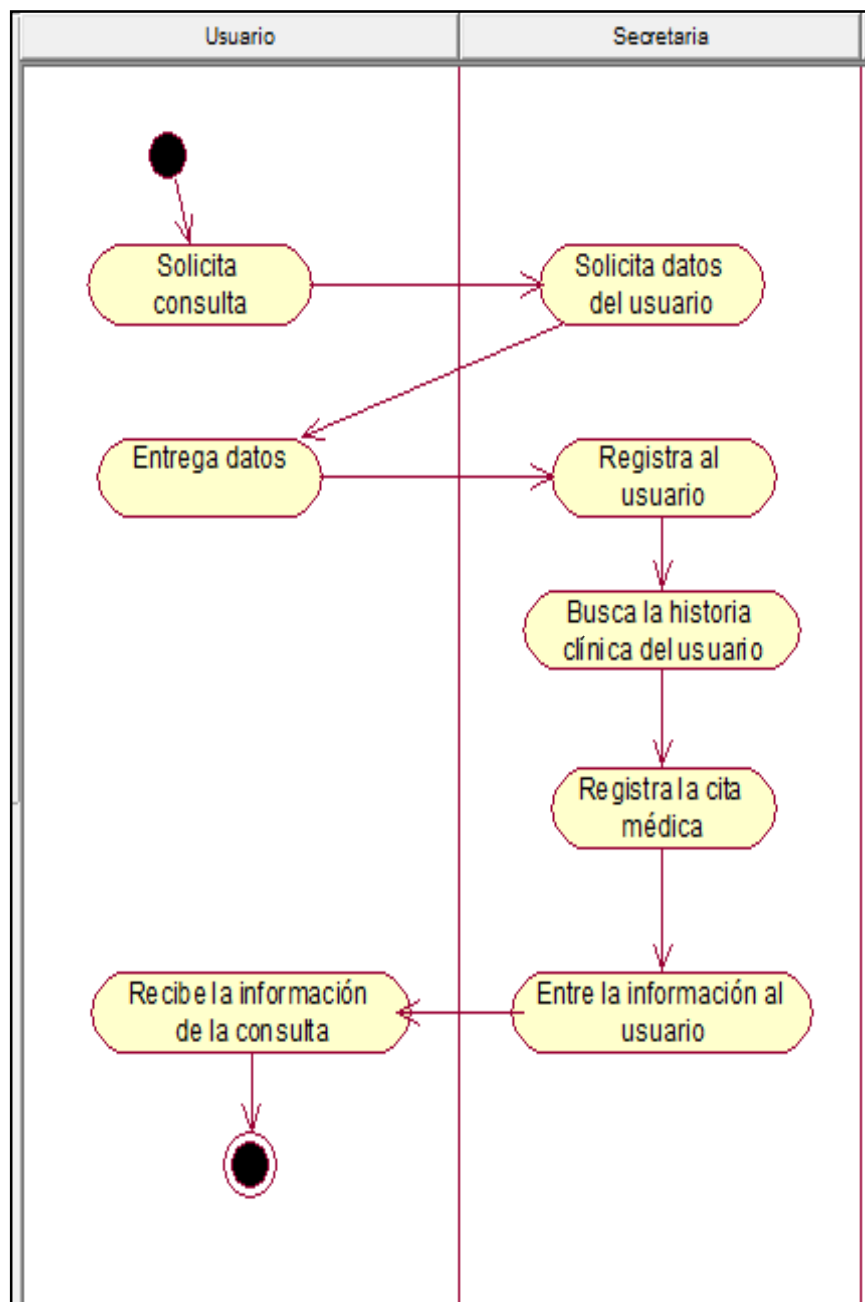 Usuario
Secretaria
Solicita
consulta
Solicita datos
del usuario
Entrega datos
Registra al
usuario
Busca la historia
clínica del usuario
Registra la cita
médica
Recibe la información
de la consulta
Entre la información al
usuario